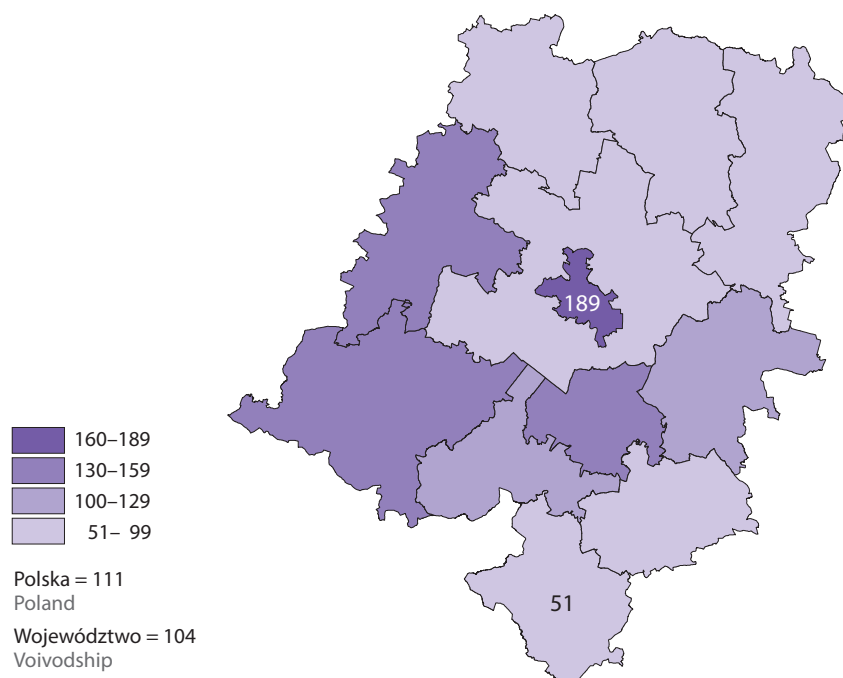 189
160–189
130–159
100–129
51– 99
Polska = 111
Poland
Województwo = 104
Voivodship
51